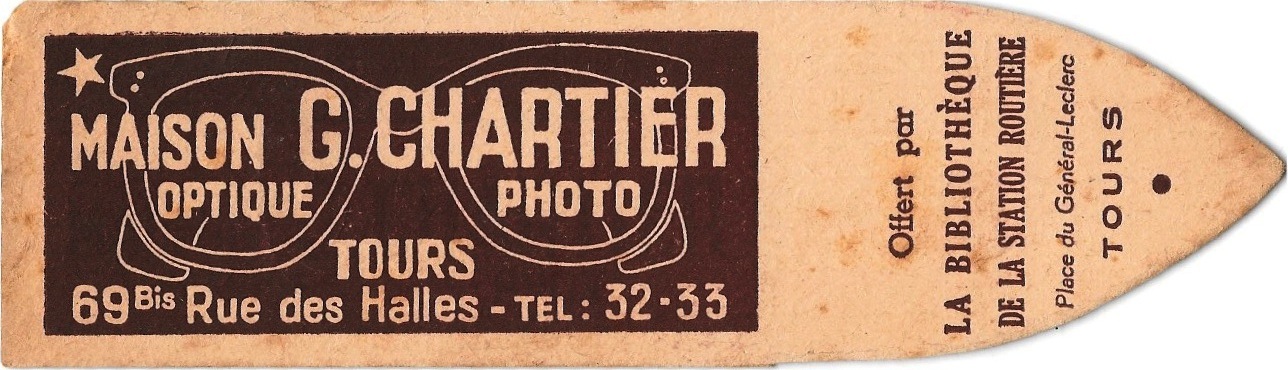 MAISON G. CHARTIER
OPTIQUE PHOTO
TOURS
69Bis Rue des Halles - TEL: 32-33
Offert par
LA BIBLIOTHÈQUE
DE LA STATION ROUTIÈRE
Place du Général-Leclerc
TOURS